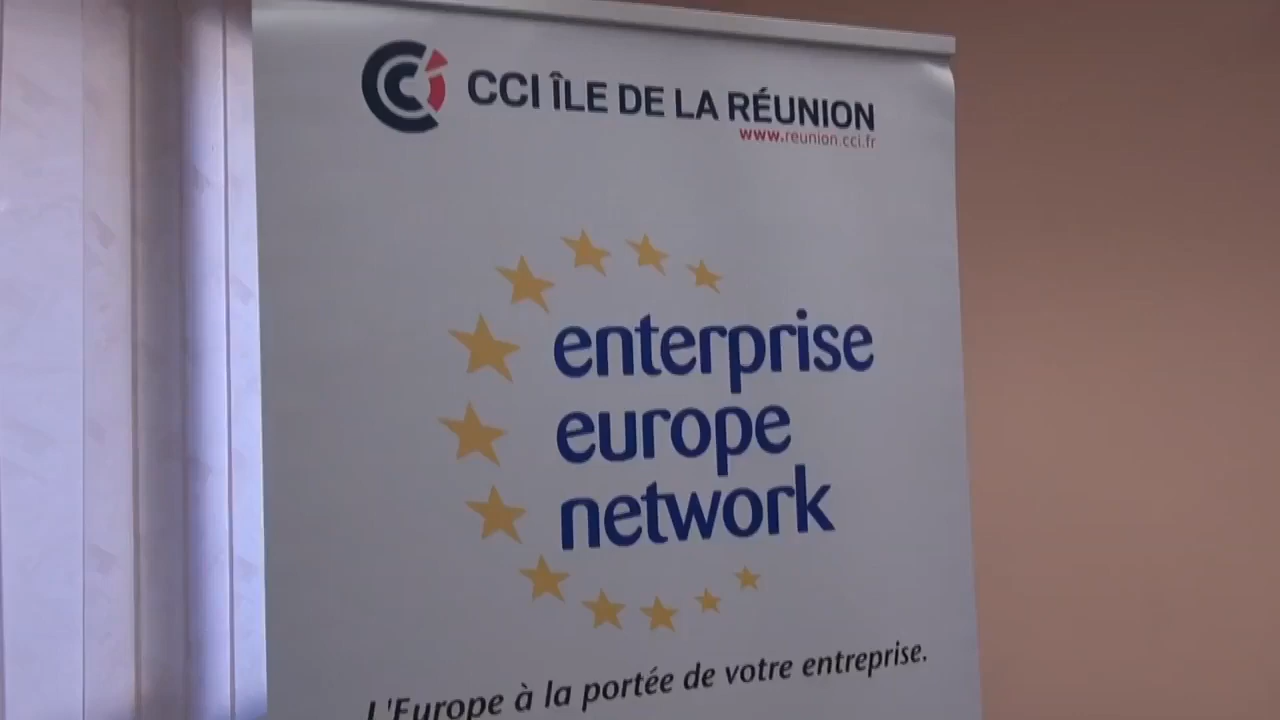 CCI ÎLE DE LA RÉUNION
www.reunion.cci.fr
enterprise
europe
network
L'Europe à la portée de votre entreprise.